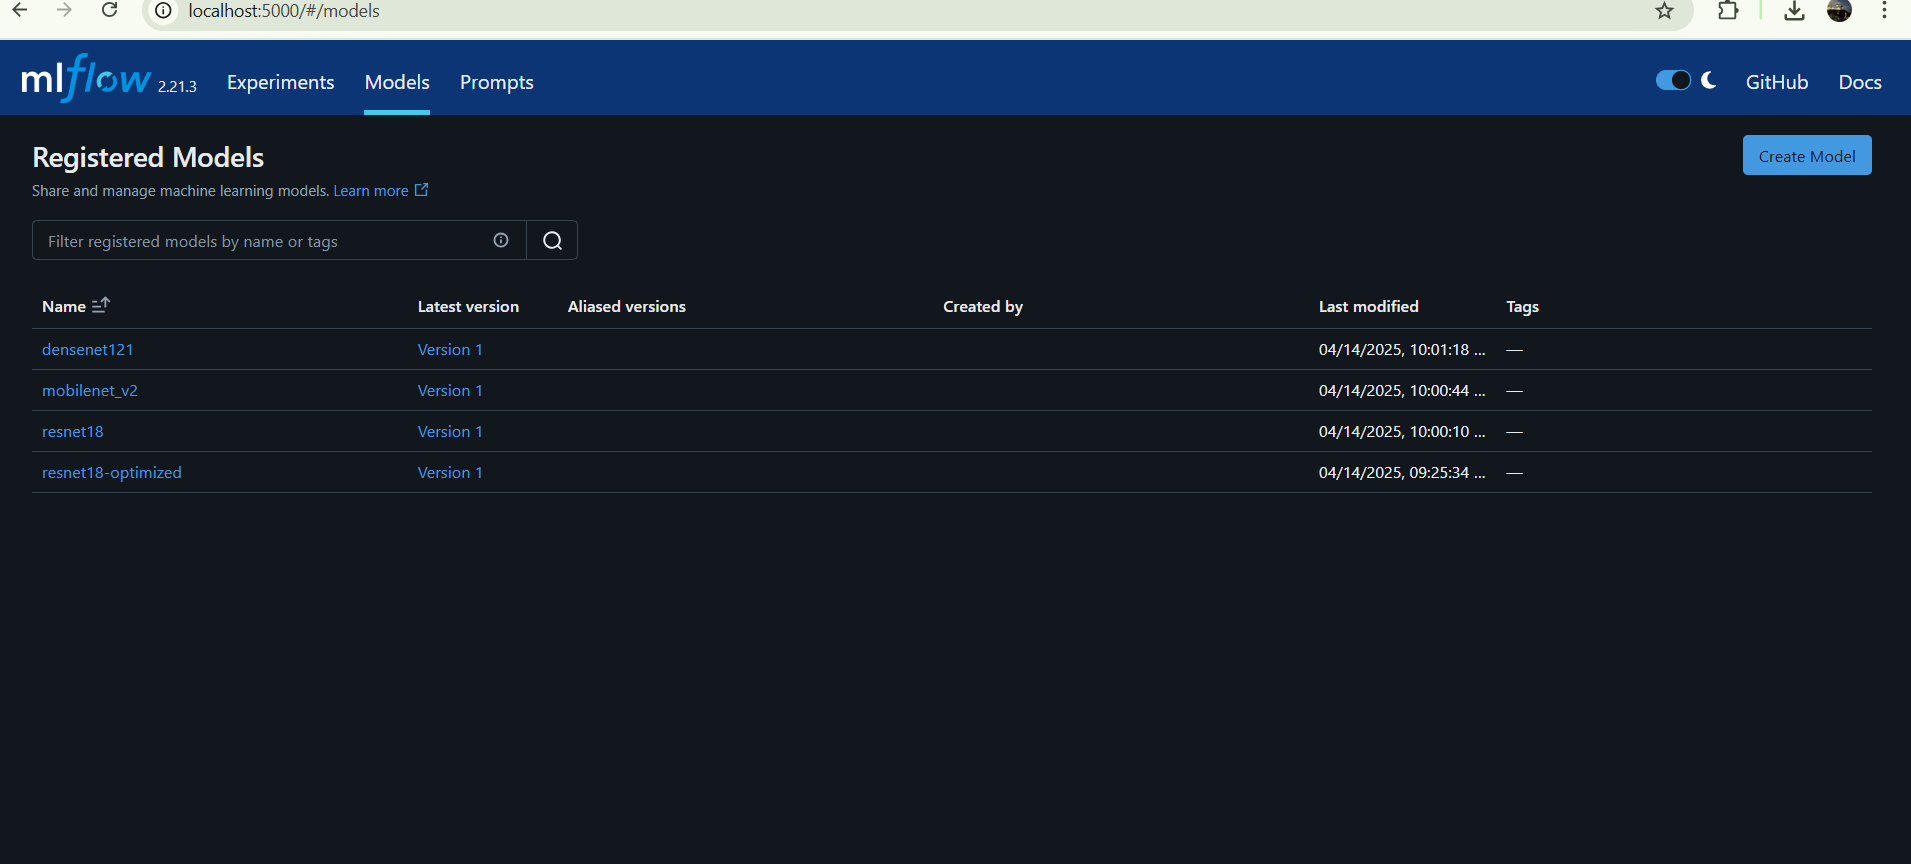 localhost:5000/#/models
mlflow 2.21.3 Experiments Models Prompts GitHub Docs
Registered Models
Create Model
Share and manage machine learning models. Learn more
Filter registered models by name or tags
Name Latest version Aliased versions Created by Last modified Tags
densenet121 Version 1 04/14/2025, 10:01:18 ... —
mobilenet_v2 Version 1 04/14/2025, 10:00:44 ... —
resnet18 Version 1 04/14/2025, 10:00:10 ... —
resnet18-optimized Version 1 04/14/2025, 09:25:34 ... —